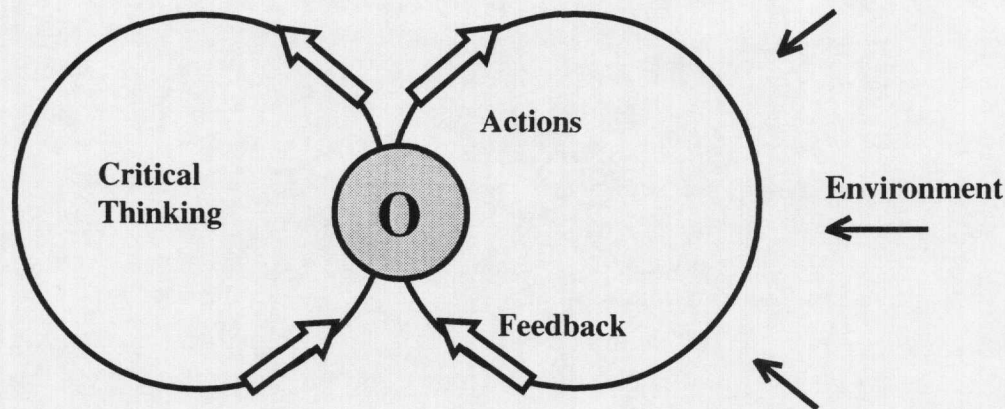 Actions
Critical
Thinking
O
Environment
Feedback